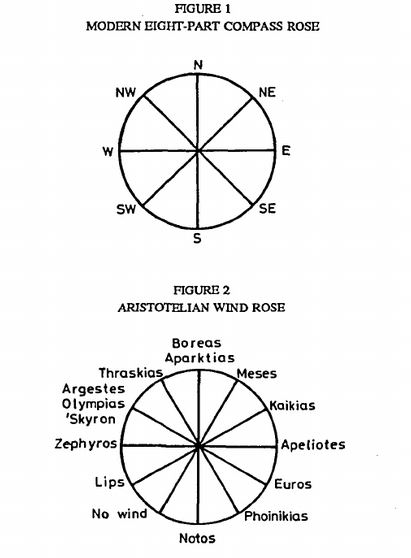 FIGURE 1
MODERN EIGHT-PART COMPASS ROSE
N
NW
NE
W
E
SW
SE
S
FIGURE 2
ARISTOTELIAN WIND ROSE
Boreas
Aparktias
Thraskias
Meses
Argestes
Olympias
'Skyron
Kaikias
Zephyros
Apeliotes
Lips
Euros
No wind
Phoinikias
Notos